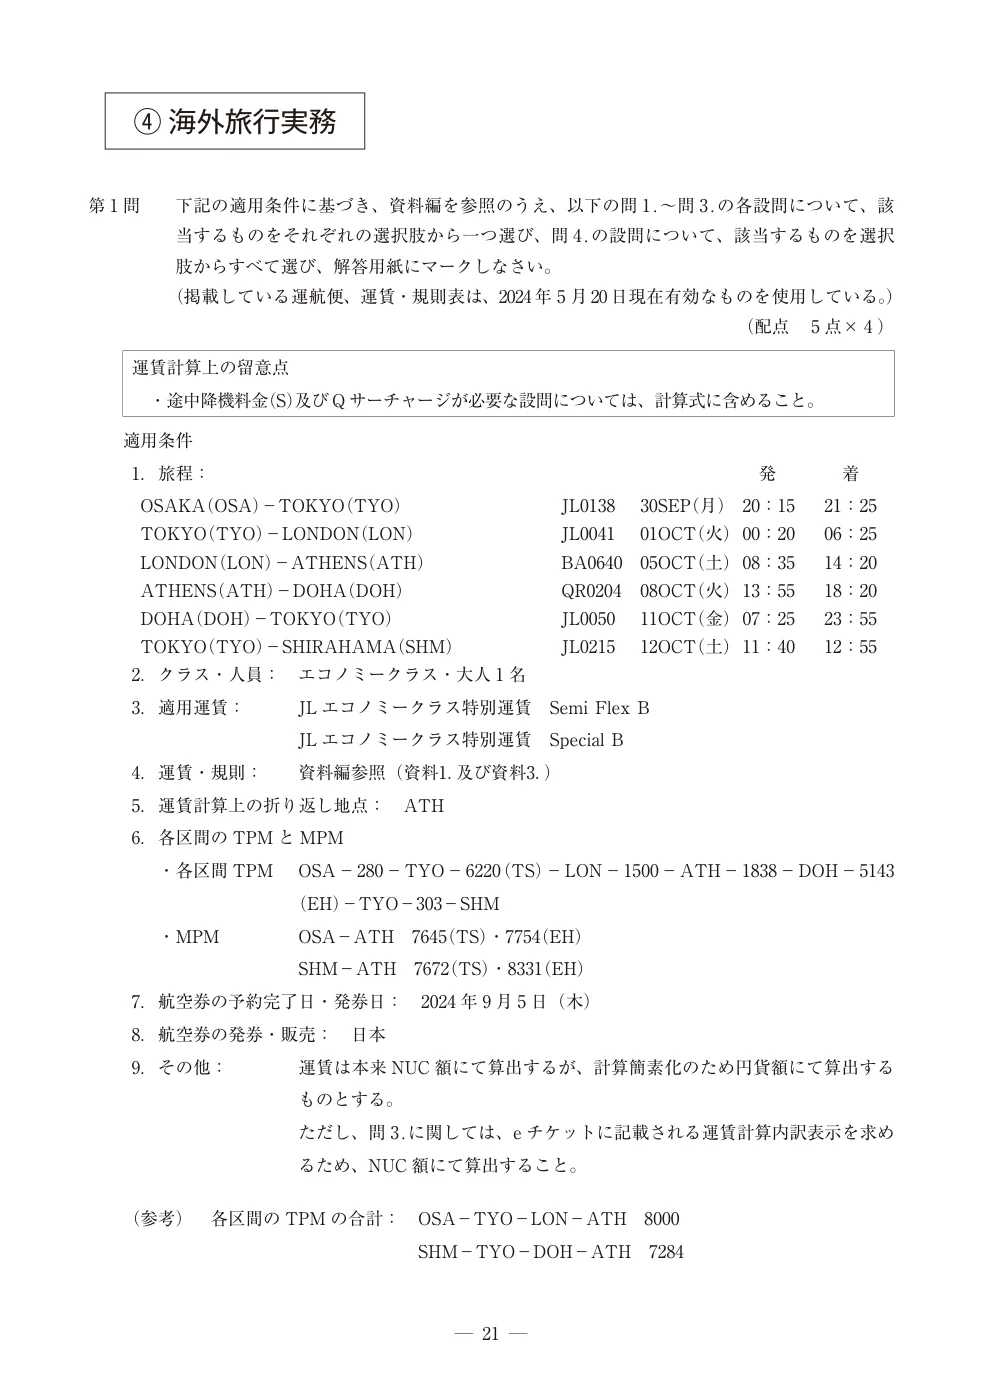 ④ 海外旅行実務
第1問 下記の適用条件に基づき、資料編を参照のうえ、以下の問1.～問3.の各設問について、該
当するものをそれぞれの選択肢から一つ選び、問4.の設問について、該当するものを選択
肢からすべて選び、解答用紙にマークしなさい。
（掲載している運航便、運賃・規則表は、2024年5月20日現在有効なものを使用している。）
（配点 5点×4）
運賃計算上の留意点
・途中降機料金(S)及びQサーチャージが必要な設問については、計算式に含めること。
適用条件
1. 旅程： 発 着
OSAKA(OSA)－TOKYO(TYO) JL0138 30SEP(月) 20：15 21：25
TOKYO(TYO)－LONDON(LON) JL0041 01OCT(火) 00：20 06：25
LONDON(LON)－ATHENS(ATH) BA0640 05OCT(土) 08：35 14：20
ATHENS(ATH)－DOHA(DOH) QR0204 08OCT(火) 13：55 18：20
DOHA(DOH)－TOKYO(TYO) JL0050 11OCT(金) 07：25 23：55
TOKYO(TYO)－SHIRAHAMA(SHM) JL0215 12OCT(土) 11：40 12：55
2. クラス・人員： エコノミークラス・大人1名
3. 適用運賃： JLエコノミークラス特別運賃 Semi Flex B
JLエコノミークラス特別運賃 Special B
4. 運賃・規則： 資料編参照（資料1.及び資料3.）
5. 運賃計算上の折り返し地点： ATH
6. 各区間のTPMとMPM
・各区間TPM OSA－280－TYO－6220(TS)－LON－1500－ATH－1838－DOH－5143
(EH)－TYO－303－SHM
・MPM OSA－ATH 7645(TS)・7754(EH)
SHM－ATH 7672(TS)・8331(EH)
7. 航空券の予約完了日・発券日： 2024年9月5日（木）
8. 航空券の発券・販売： 日本
9. その他： 運賃は本来NUC額にて算出するが、計算簡素化のため円貨額にて算出する
ものとする。
ただし、問3.に関しては、eチケットに記載される運賃計算内訳表示を求め
るため、NUC額にて算出すること。
（参考） 各区間のTPMの合計： OSA－TYO－LON－ATH 8000
SHM－TYO－DOH－ATH 7284
― 21 ―